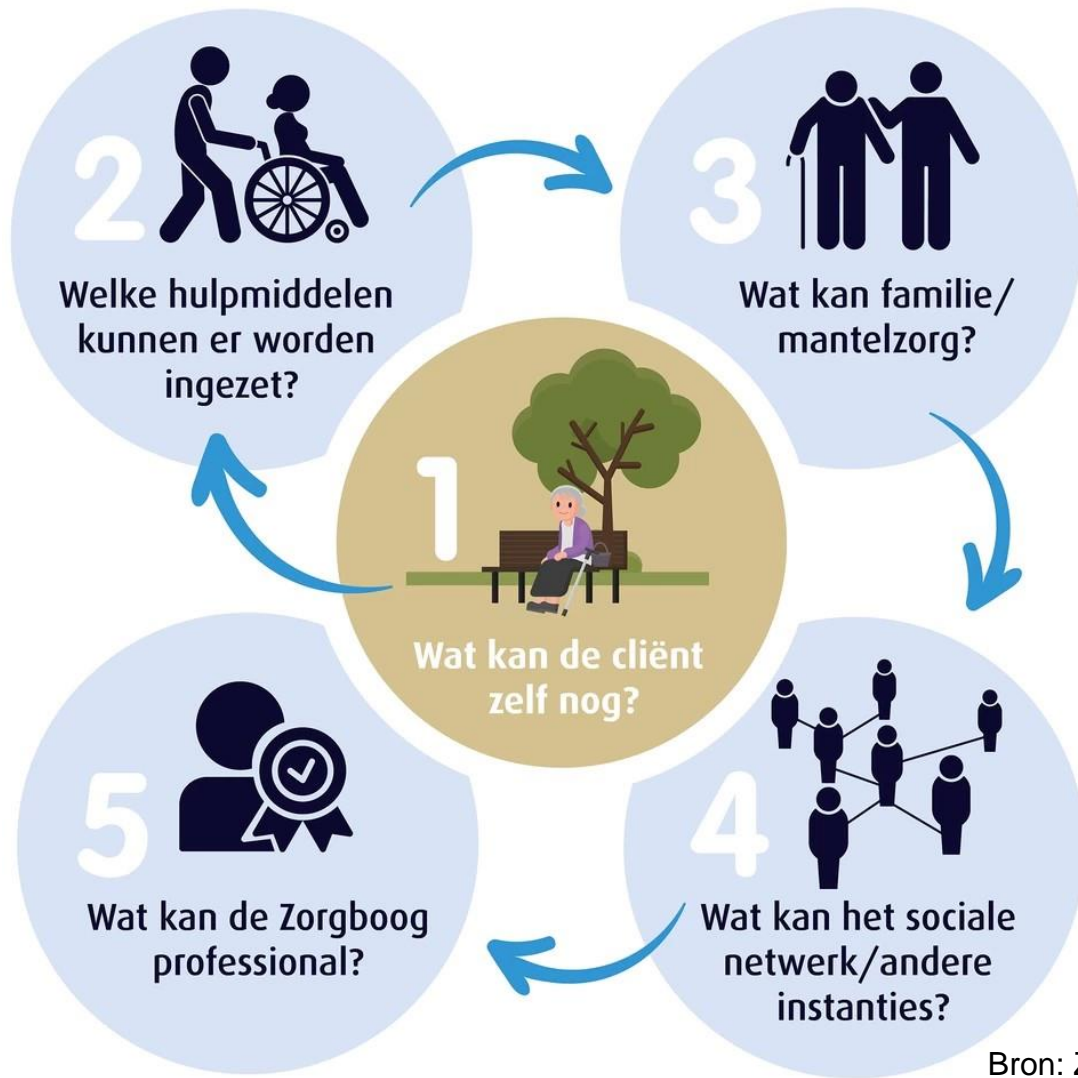 1
Wat kan de cliënt
zelf nog?
2
Welke hulpmiddelen
kunnen er worden
ingezet?
3
Wat kan familie/
mantelzorg?
4
Wat kan het sociale
netwerk/andere
instanties?
5
Wat kan de Zorgboog
professional?
Bron: